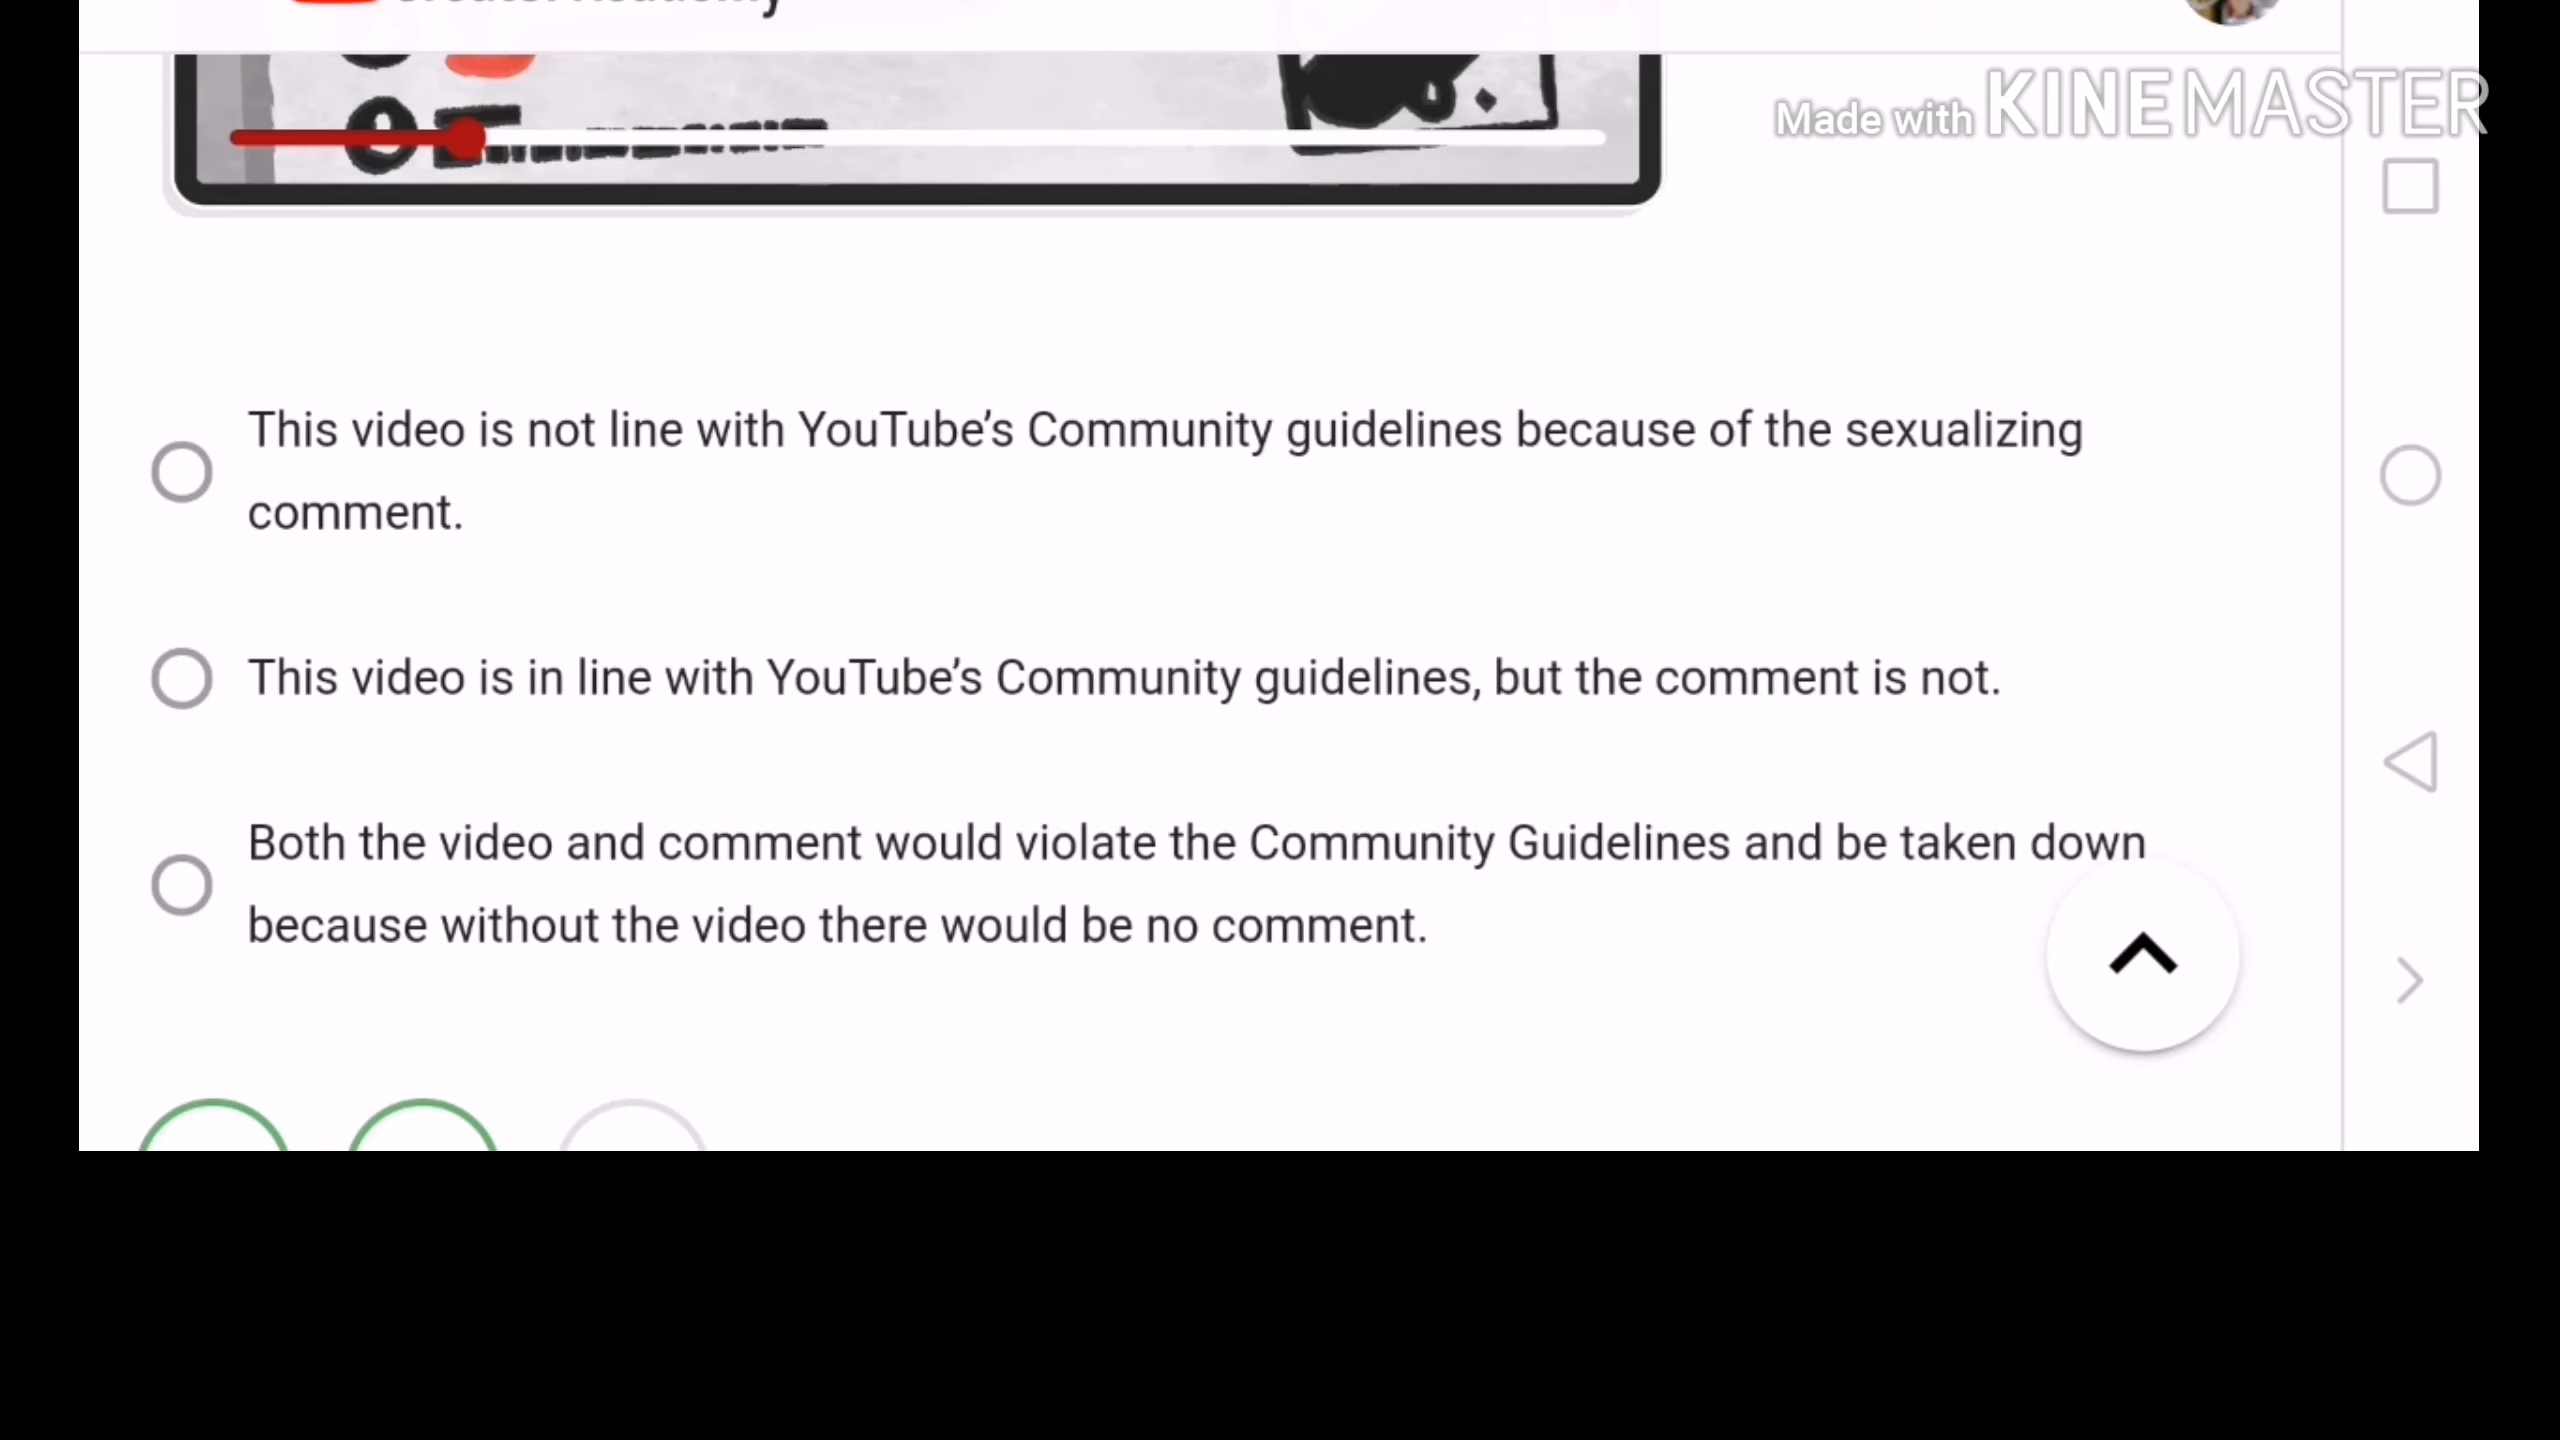 Made with KINEMASTER
This video is not line with YouTube’s Community guidelines because of the sexualizing
comment.
This video is in line with YouTube’s Community guidelines, but the comment is not.
Both the video and comment would violate the Community Guidelines and be taken down
because without the video there would be no comment.